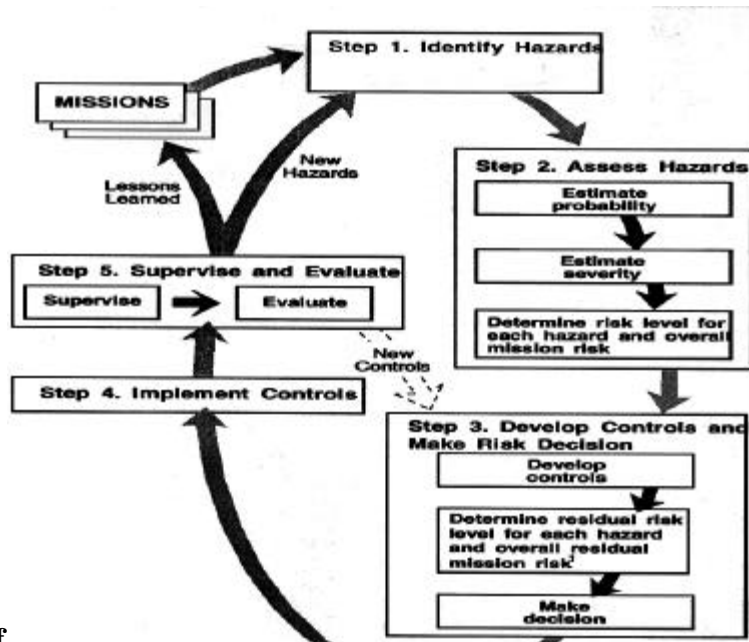 Step 1. Identify Hazards
MISSIONS
New
Hazards
Lessons
Learned
Step 2. Assess Hazards
Estimate
probability
Estimate
severity
Determine risk level for
each hazard and overall
mission risk
Step 5. Supervise and Evaluate
Supervise
Evaluate
New
Controls
Step 4. Implement Controls
Step 3. Develop Controls and
Make Risk Decision
Develop
controls
Determine residual risk
level for each hazard
and overall residual
mission risk
Make
decision
f